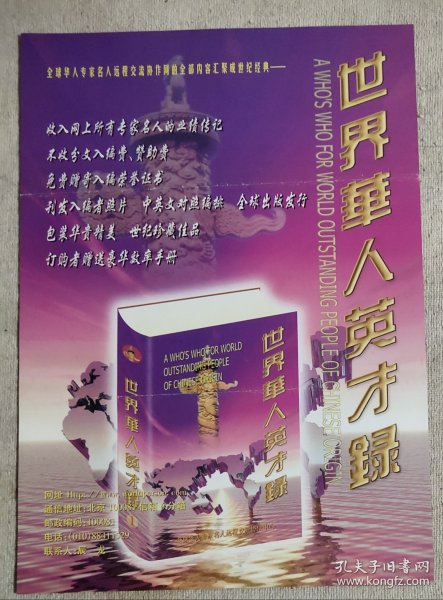 全球华人专家名人远程交流协作网的全部内容汇聚成世纪经典——
世界華人英才録
A WHO'S WHO FOR WORLD OUTSTANDING PEOPLE OF CHINESE ORIGIN
收入网上所有专家名人的业绩传记
不收分文入编费、赞助费
免费赠寄入编荣誉证书
刊发入编者照片 中英文对照编排 全球出版发行
包装华贵精美 世纪珍藏佳品
订购者赠送豪华效率手册
A WHO'S WHO FOR WORLD
OUTSTANDING PEOPLE
OF CHINESE ORIGIN
世界華人英才録
世界華人英才録
网址
通信地址:北京
邮政编码:
电话:(010)
联系人:
孔夫子旧书网
www.kongfz.com